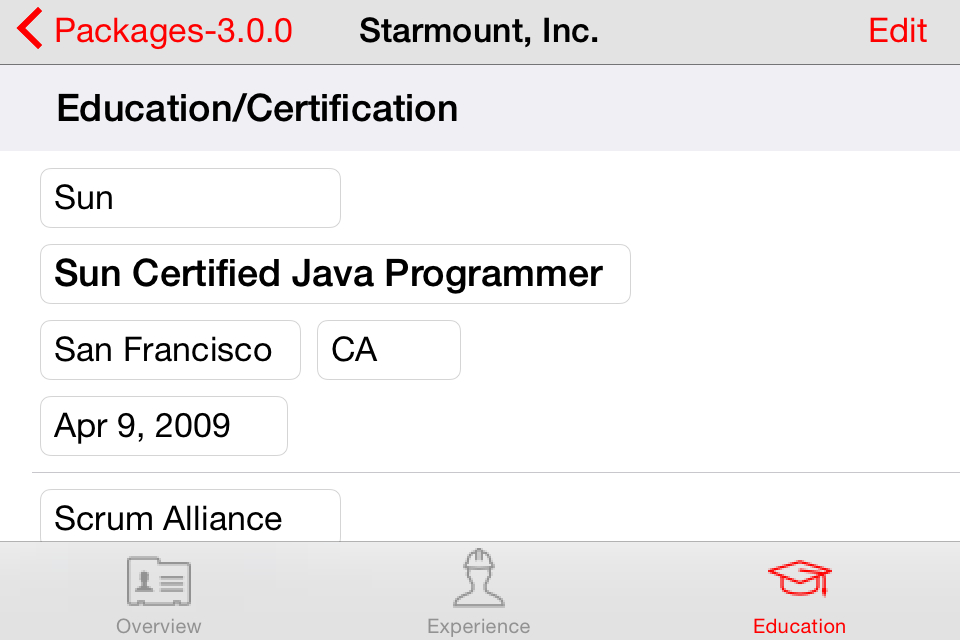 Packages-3.0.0 Starmount, Inc. Edit
Education/Certification
Sun
Sun Certified Java Programmer
San Francisco CA
Apr 9, 2009
Scrum Alliance
Overview Experience Education